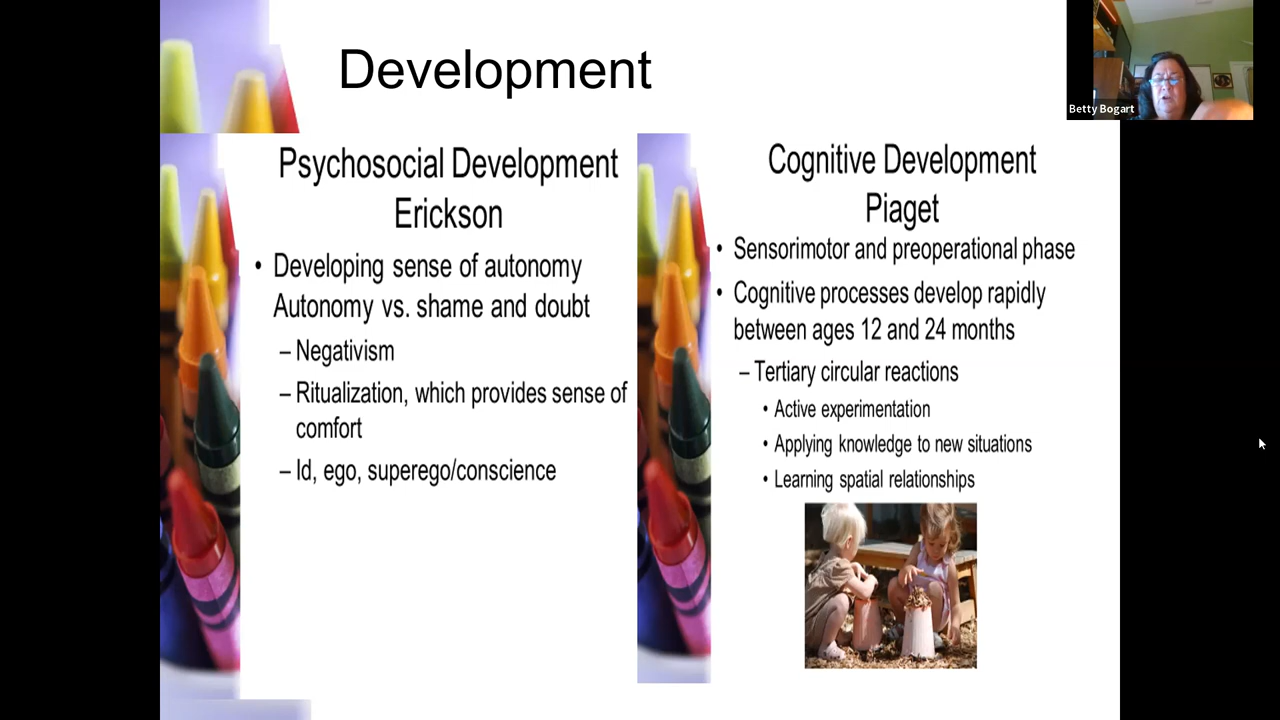 Development
Betty Bogart
Psychosocial Development
Erickson
• Developing sense of autonomy
Autonomy vs. shame and doubt
– Negativism
– Ritualization, which provides sense of
comfort
– Id, ego, superego/conscience
Cognitive Development
Piaget
• Sensorimotor and preoperational phase
• Cognitive processes develop rapidly
between ages 12 and 24 months
– Tertiary circular reactions
• Active experimentation
• Applying knowledge to new situations
• Learning spatial relationships